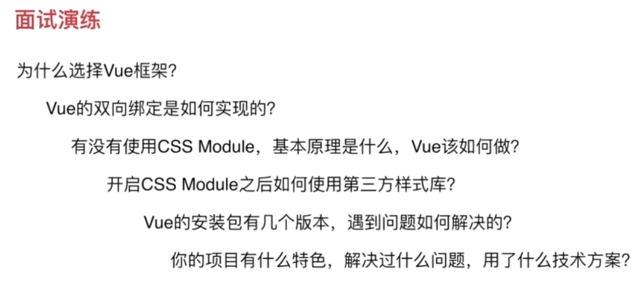 面试演练
为什么选择Vue框架?
Vue的双向绑定是如何实现的?
有没有使用CSS Module，基本原理是什么，Vue该如何做?
开启CSS Module之后如何使用第三方样式库?
Vue的安装包有几个版本，遇到问题如何解决的?
你的项目有什么特色，解决过什么问题，用了什么技术方案?